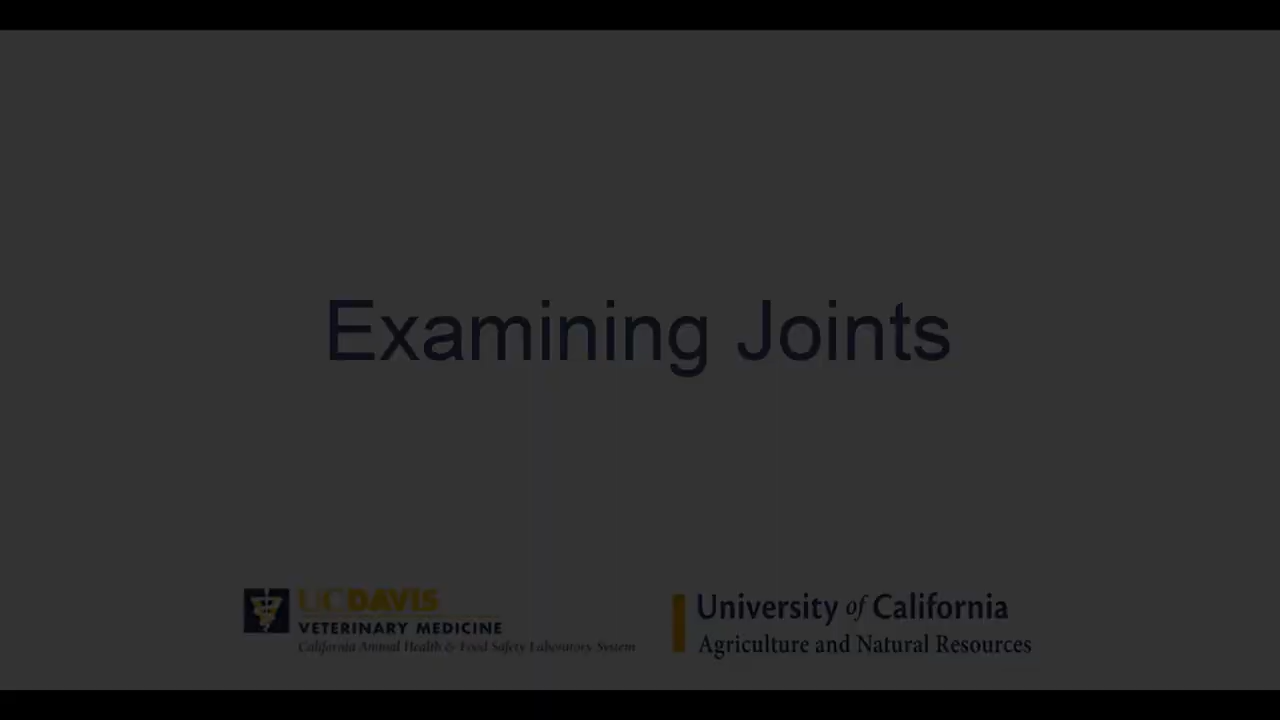 Examining Joints
UC DAVIS
VETERINARY MEDICINE
California Animal Health & Food Safety Laboratory System
University of California
Agriculture and Natural Resources